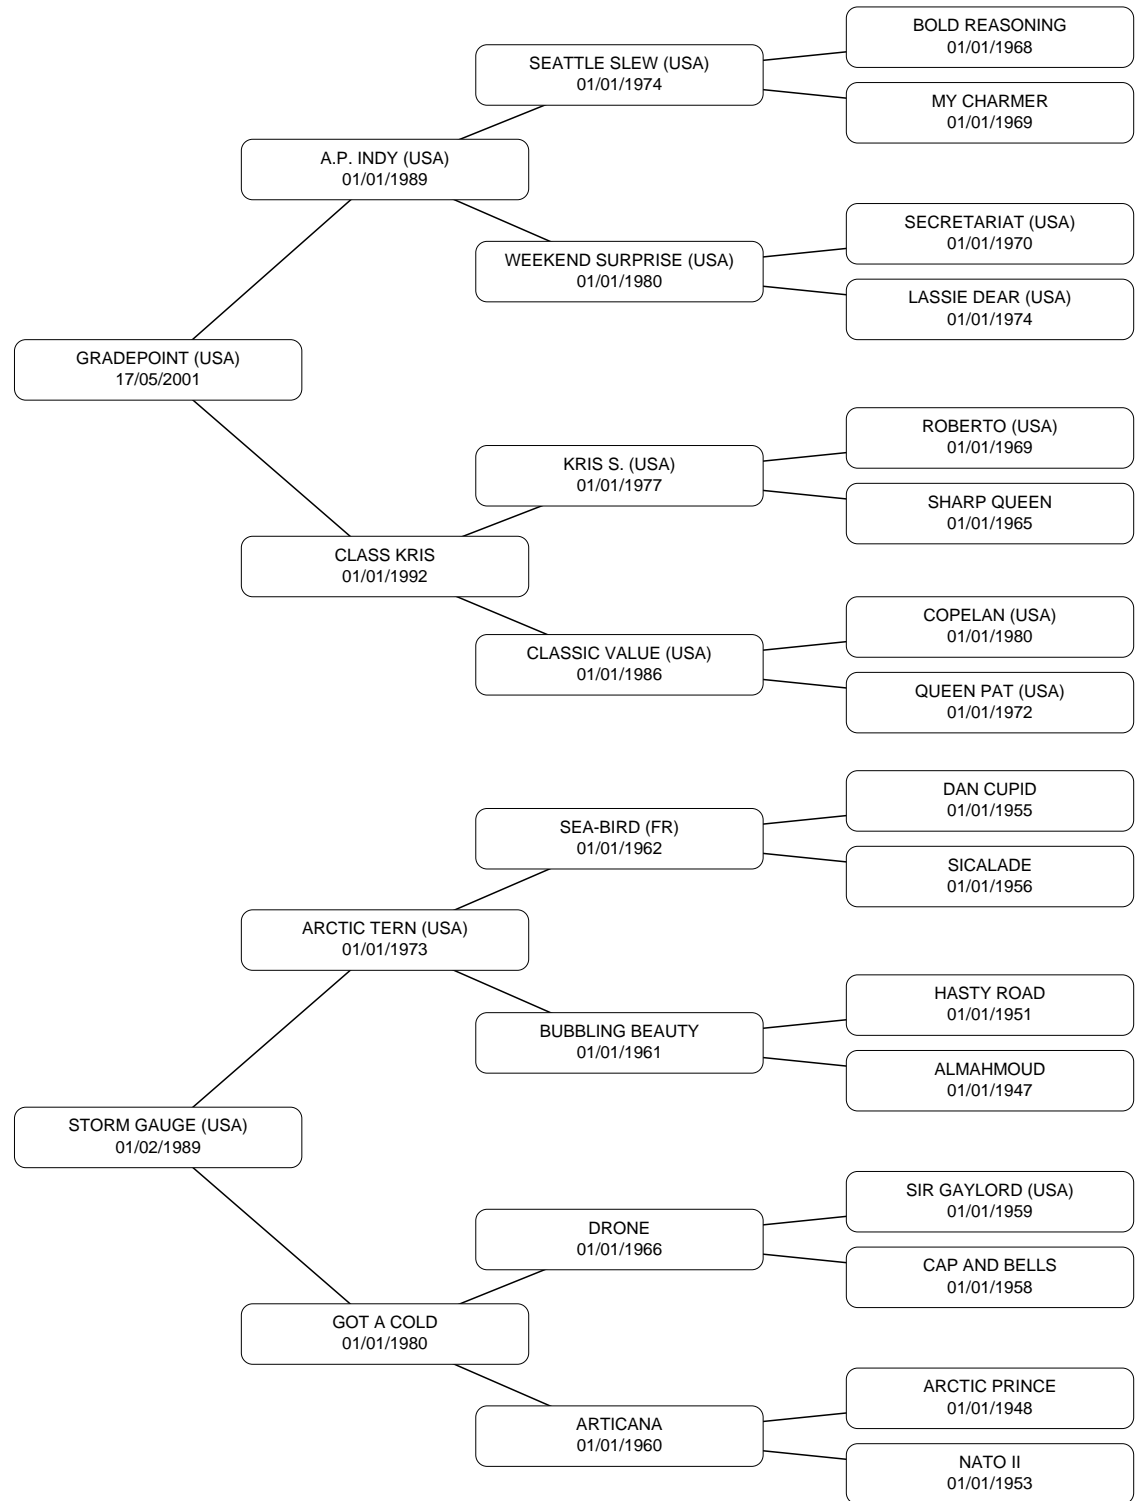 BOLD REASONING
01/01/1968
SEATTLE SLEW (USA)
01/01/1974
MY CHARMER
01/01/1969
A.P. INDY (USA)
01/01/1989
SECRETARIAT (USA)
01/01/1970
WEEKEND SURPRISE (USA)
01/01/1980
LASSIE DEAR (USA)
01/01/1974
GRADEPOINT (USA)
17/05/2001
ROBERTO (USA)
01/01/1969
KRIS S. (USA)
01/01/1977
SHARP QUEEN
01/01/1965
CLASS KRIS
01/01/1992
COPELAN (USA)
01/01/1980
CLASSIC VALUE (USA)
01/01/1986
QUEEN PAT (USA)
01/01/1972
DAN CUPID
01/01/1955
SEA-BIRD (FR)
01/01/1962
SICALADE
01/01/1956
ARCTIC TERN (USA)
01/01/1973
HASTY ROAD
01/01/1951
BUBBLING BEAUTY
01/01/1961
ALMAHMOUD
01/01/1947
STORM GAUGE (USA)
01/02/1989
SIR GAYLORD (USA)
01/01/1959
DRONE
01/01/1966
CAP AND BELLS
01/01/1958
GOT A COLD
01/01/1980
ARCTIC PRINCE
01/01/1948
ARTICANA
01/01/1960
NATO II
01/01/1953